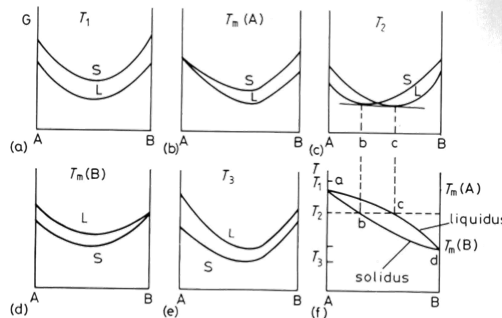 G
T₁
S
L
(a) A B
Tₘ(A)
S
L
(b) A B
T₂
S
L
(c) A b c B
Tₘ(B)
L
S
(d) A B
T₃
L
S
(e) A B
T
T₁ a Tₘ(A)
c
T₂ liquidus
b
Tₘ(B)
d
T₃
solidus
(f) A B